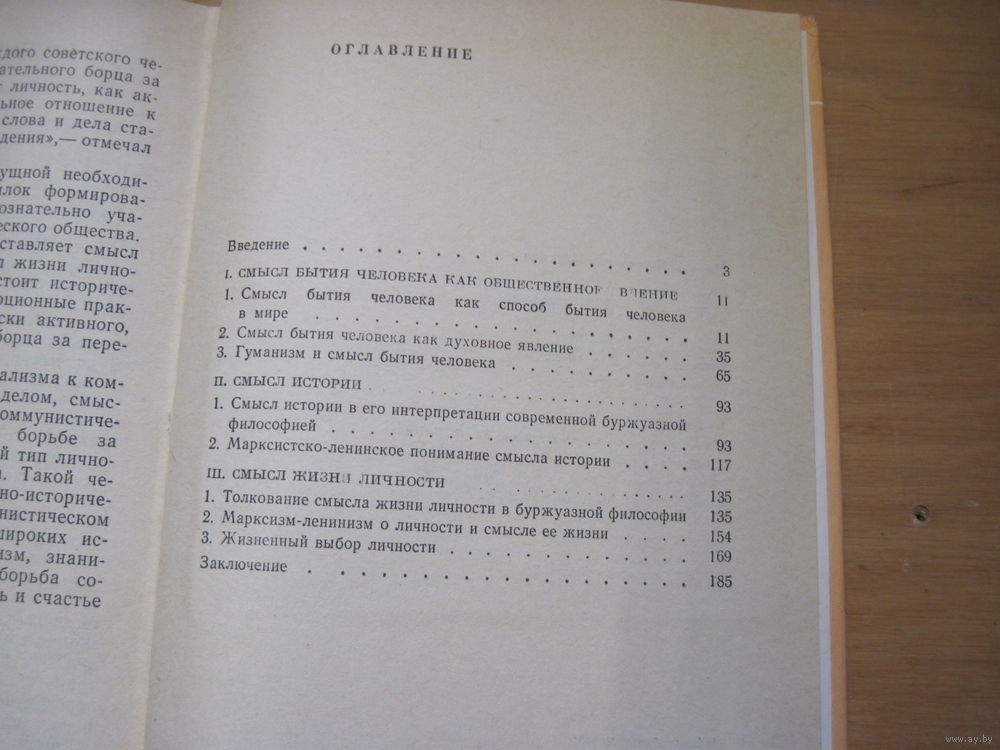 дого советского че-
ательного борца за
личность, как ак-
ьное отношение к
слова и дела ста-
дения»,— отмечал
ущной необходи-
лок формирова-
ознательно уча-
еского общества.
ставляет смысл
жизни лично-
стоит историче-
юционные прак-
ски активного,
борца за пере-
ализма к ком-
делом, смыс-
оммунистиче-
борьбе за
й тип лично-
Такой че-
но-историче-
нистическом
широких ис-
изм, знани-
борьба со-
ь и счастье
ОГЛАВЛЕНИЕ
Введение . . . . . . . . . . . . . . . . . . 3
I. СМЫСЛ БЫТИЯ ЧЕЛОВЕКА КАК ОБЩЕСТВЕННОЕ ВЛЕНИЕ 11
1. Смысл бытия человека как способ бытия человека
в мире . . . . . . . . . . . . . . . . . 11
2. Смысл бытия человека как духовное явление . . . . . 35
3. Гуманизм и смысл бытия человека . . . . . . . . . 65
II. СМЫСЛ ИСТОРИИ . . . . . . . . . . . . . . . 93
1. Смысл истории в его интерпретации современной буржуазной
философией . . . . . . . . . . . . . . . . 93
2. Марксистско-ленинское понимание смысла истории . . . . 117
III. СМЫСЛ ЖИЗНИ ЛИЧНОСТИ . . . . . . . . . . 135
1. Толкование смысла жизни личности в буржуазной философии 135
2. Марксизм-ленинизм о личности и смысле ее жизни . . . . 154
3. Жизненный выбор личности . . . . . . . . . . . . 169
Заключение . . . . . . . . . . . . . . . . . . 185
www.ay.by